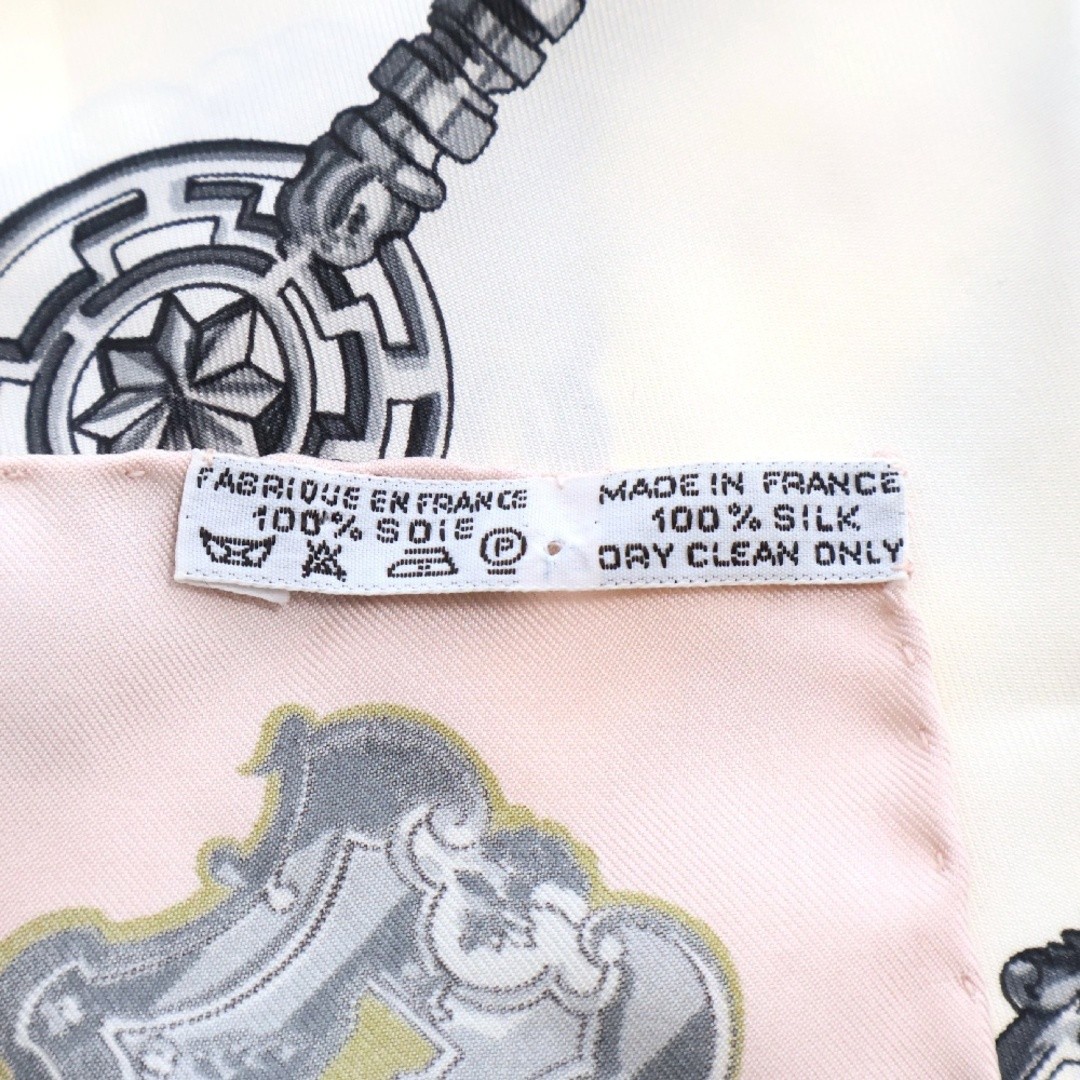 FABRIQUE EN FRANCE
100% SOIE
P
MADE IN FRANCE
100% SILK
DRY CLEAN ONLY